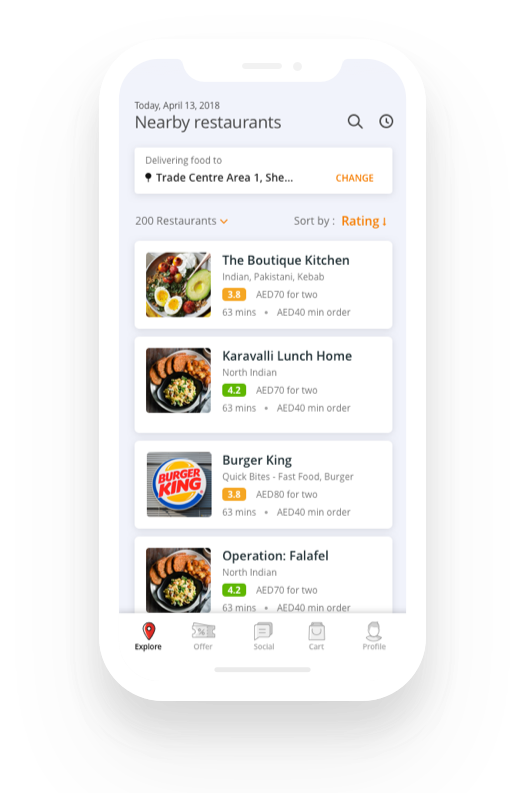 Today, April 13, 2018
Nearby restaurants
Delivering food to
Trade Centre Area 1, She...
CHANGE
200 Restaurants
Sort by : Rating
The Boutique Kitchen
Indian, Pakistani, Kebab
3.8 AED70 for two
63 mins • AED40 min order
Karavalli Lunch Home
North Indian
4.2 AED70 for two
63 mins • AED40 min order
BURGER
KING
Burger King
Quick Bites - Fast Food, Burger
3.8 AED80 for two
63 mins • AED40 min order
Operation: Falafel
North Indian
4.2 AED70 for two
63 mins • AED40 min order
Explore
Offer
Social
Cart
Profile